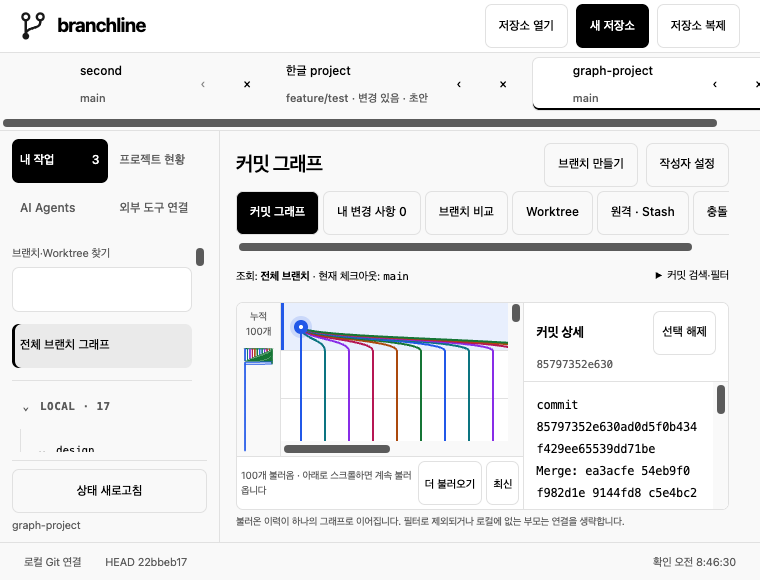 branchline
저장소 열기
새 저장소
저장소 복제
second
main
‹ ×
한글 project
feature/test · 변경 있음 · 초안
‹ ×
graph-project
main
‹ ×
내 작업 3
프로젝트 현황
AI Agents
외부 도구 연결
브랜치·Worktree 찾기
전체 브랜치 그래프
⌄ LOCAL · 17
design
상태 새로고침
graph-project
커밋 그래프
브랜치 만들기
작성자 설정
커밋 그래프
내 변경 사항 0
브랜치 비교
Worktree
원격 · Stash
충돌
조회: 전체 브랜치 · 현재 체크아웃: main
▶ 커밋 검색·필터
누적
100개
100개 불러옴 · 아래로 스크롤하면 계속 불러
옵니다
더 불러오기
최신
커밋 상세
선택 해제
85797352e630
commit
85797352e630ad0d5f0b434
f429ee65539dd71be
Merge: ea3acfe 54eb9f0
f982d1e 9144fd8 c5e4bc2
불러온 이력이 하나의 그래프로 이어집니다. 필터로 제외되거나 로컬에 없는 부모는 연결을 생략합니다.
로컬 Git 연결
HEAD 22bbeb17
확인 오전 8:46:30